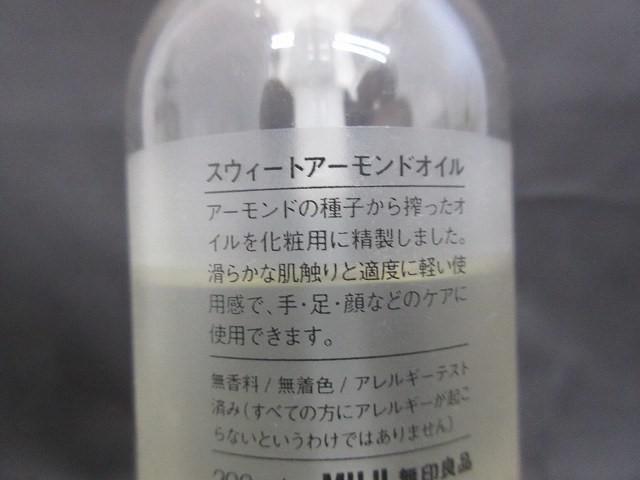 スウィートアーモンドオイル
アーモンドの種子から搾ったオ
イルを化粧用に精製しました。
滑らかな肌触りと適度に軽い使
用感で、手・足・顔などのケアに
使用できます。
無香料/無着色/アレルギーテスト
済み(すべての方にアレルギーが起こ
らないというわけではありません)
MUJI 無印良品